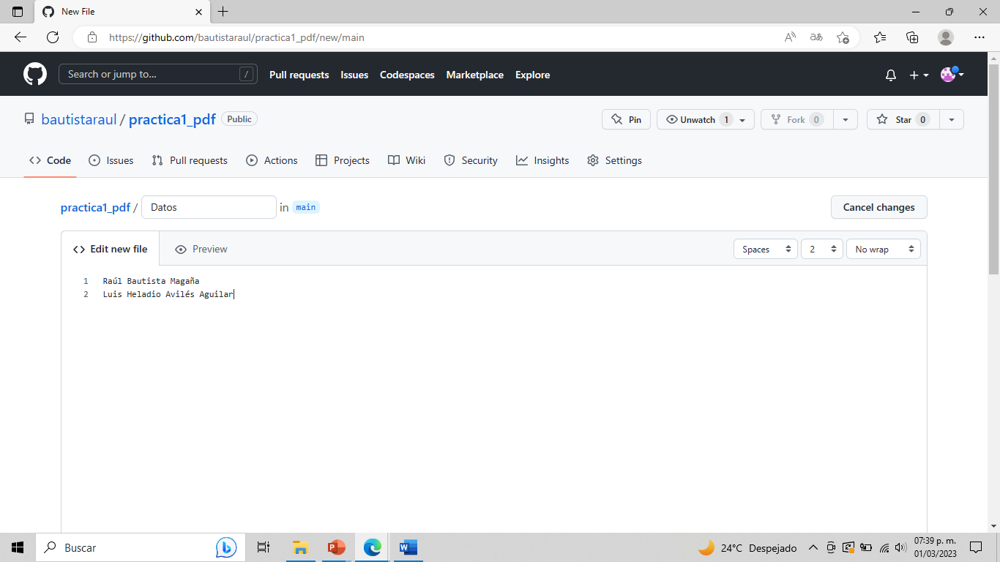 New File
https://github.com/bautistaraul/practica1_pdf/new/main
Search or jump to... /
Pull requests Issues Codespaces Marketplace Explore
bautistaraul / practica1_pdf Public
Pin Unwatch 1 Fork 0 Star 0
Code Issues Pull requests Actions Projects Wiki Security Insights Settings
practica1_pdf / Datos in main Cancel changes
Edit new file Preview Spaces 2 No wrap
1 Raúl Bautista Magaña
2 Luis Heladio Avilés Aguilar
Buscar 24°C Despejado 07:39 p. m.
01/03/2023